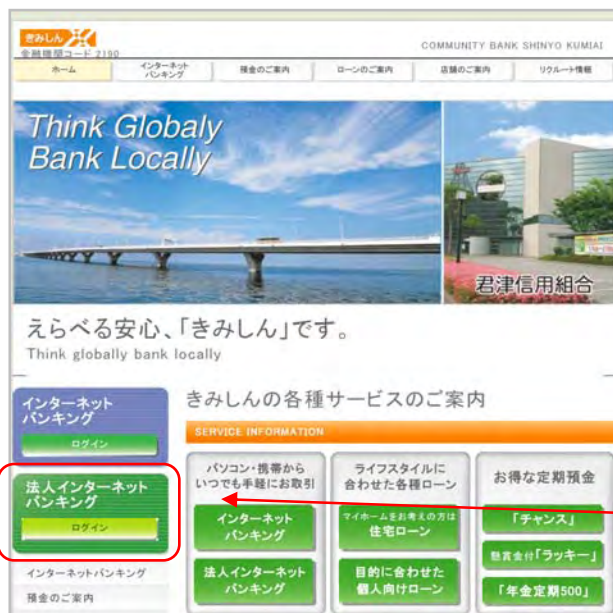 きみしん
金融機関コード 2190
COMMUNITY BANK SHINYO KUMIAI
ホーム
インターネット
バンキング
預金のご案内
ローンのご案内
店舗のご案内
リクルート情報
Think Globaly
Bank Locally
君津信用組合
えらべる安心、「きみしん」です。
Think globally bank locally
インターネット
バンキング
ログイン
法人インターネット
バンキング
ログイン
インターネットバンキング
預金のご案内
きみしんの各種サービスのご案内
SERVICE INFORMATION
パソコン・携帯から
いつでも手軽にお取引
インターネット
バンキング
法人インターネット
バンキング
ライフスタイルに
合わせた各種ローン
マイホームをお考えの方は
住宅ローン
目的に合わせた
個人向けローン
お得な定期預金
「チャンス」
懸賞金付「ラッキー」
「年金定期500」